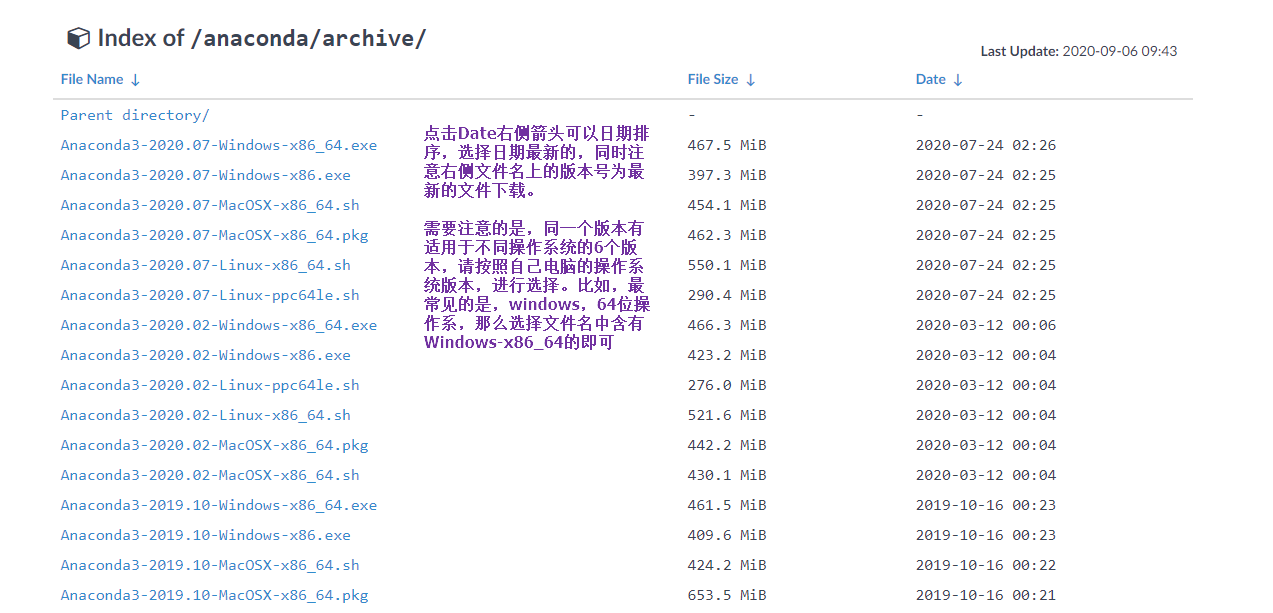 Index of /anaconda/archive/
Last Update: 2020-09-06 09:43
File Name ↓ File Size ↓ Date ↓
Parent directory/ - -
Anaconda3-2020.07-Windows-x86_64.exe 467.5 MiB 2020-07-24 02:26
Anaconda3-2020.07-Windows-x86.exe 397.3 MiB 2020-07-24 02:25
Anaconda3-2020.07-MacOSX-x86_64.sh 454.1 MiB 2020-07-24 02:25
Anaconda3-2020.07-MacOSX-x86_64.pkg 462.3 MiB 2020-07-24 02:25
Anaconda3-2020.07-Linux-x86_64.sh 550.1 MiB 2020-07-24 02:25
Anaconda3-2020.07-Linux-ppc64le.sh 290.4 MiB 2020-07-24 02:25
Anaconda3-2020.02-Windows-x86_64.exe 466.3 MiB 2020-03-12 00:06
Anaconda3-2020.02-Windows-x86.exe 423.2 MiB 2020-03-12 00:04
Anaconda3-2020.02-Linux-ppc64le.sh 276.0 MiB 2020-03-12 00:04
Anaconda3-2020.02-Linux-x86_64.sh 521.6 MiB 2020-03-12 00:04
Anaconda3-2020.02-MacOSX-x86_64.pkg 442.2 MiB 2020-03-12 00:04
Anaconda3-2020.02-MacOSX-x86_64.sh 430.1 MiB 2020-03-12 00:04
Anaconda3-2019.10-Windows-x86_64.exe 461.5 MiB 2019-10-16 00:23
Anaconda3-2019.10-Windows-x86.exe 409.6 MiB 2019-10-16 00:23
Anaconda3-2019.10-MacOSX-x86_64.sh 424.2 MiB 2019-10-16 00:22
Anaconda3-2019.10-MacOSX-x86_64.pkg 653.5 MiB 2019-10-16 00:21
点击Date右侧箭头可以日期排
序，选择日期最新的，同时注
意右侧文件名上的版本号为最
新的文件下载。
需要注意的是，同一个版本有
适用于不同操作系统的6个版
本，请按照自己电脑的操作系
统版本，进行选择。比如，最
常见的是，windows，64位操
作系，那么选择文件名中含有
Windows-x86_64的即可